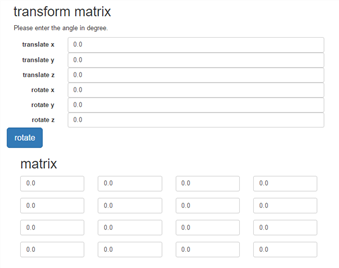 transform matrix
Please enter the angle in degree.
translate x 0.0
translate y 0.0
translate z 0.0
rotate x 0.0
rotate y 0.0
rotate z 0.0
rotate
matrix
0.0 0.0 0.0 0.0
0.0 0.0 0.0 0.0
0.0 0.0 0.0 0.0
0.0 0.0 0.0 0.0